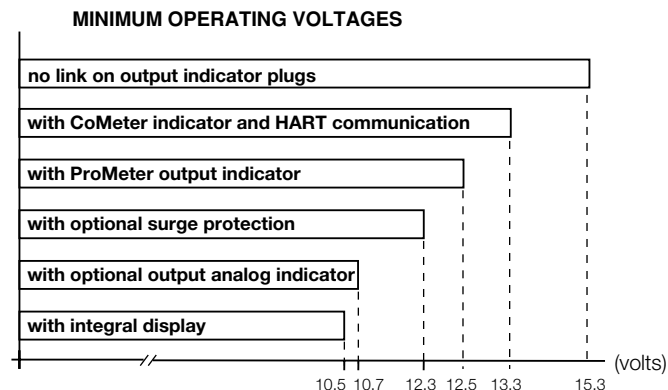 MINIMUM OPERATING VOLTAGES
no link on output indicator plugs
with CoMeter indicator and HART communication
with ProMeter output indicator
with optional surge protection
with optional output analog indicator
with integral display
10.5 10.7 12.3 12.5 13.3 15.3 (volts)